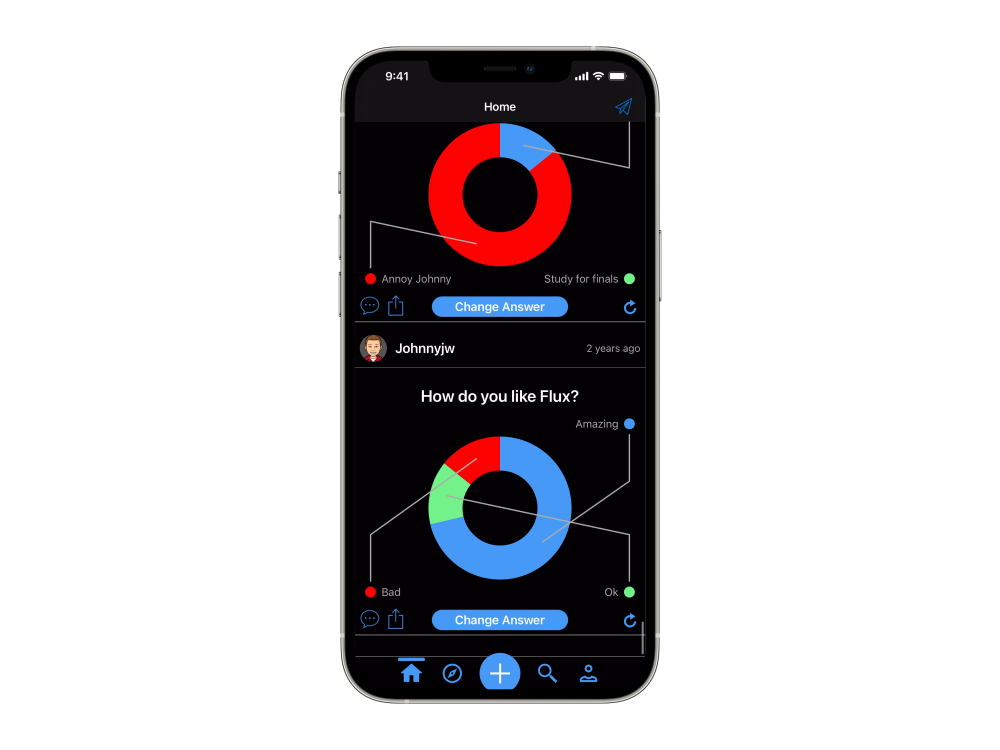 9:41
Home
Annoy Johnny
Study for finals
Change Answer
Johnnyjw
2 years ago
How do you like Flux?
Amazing
Bad
Ok
Change Answer